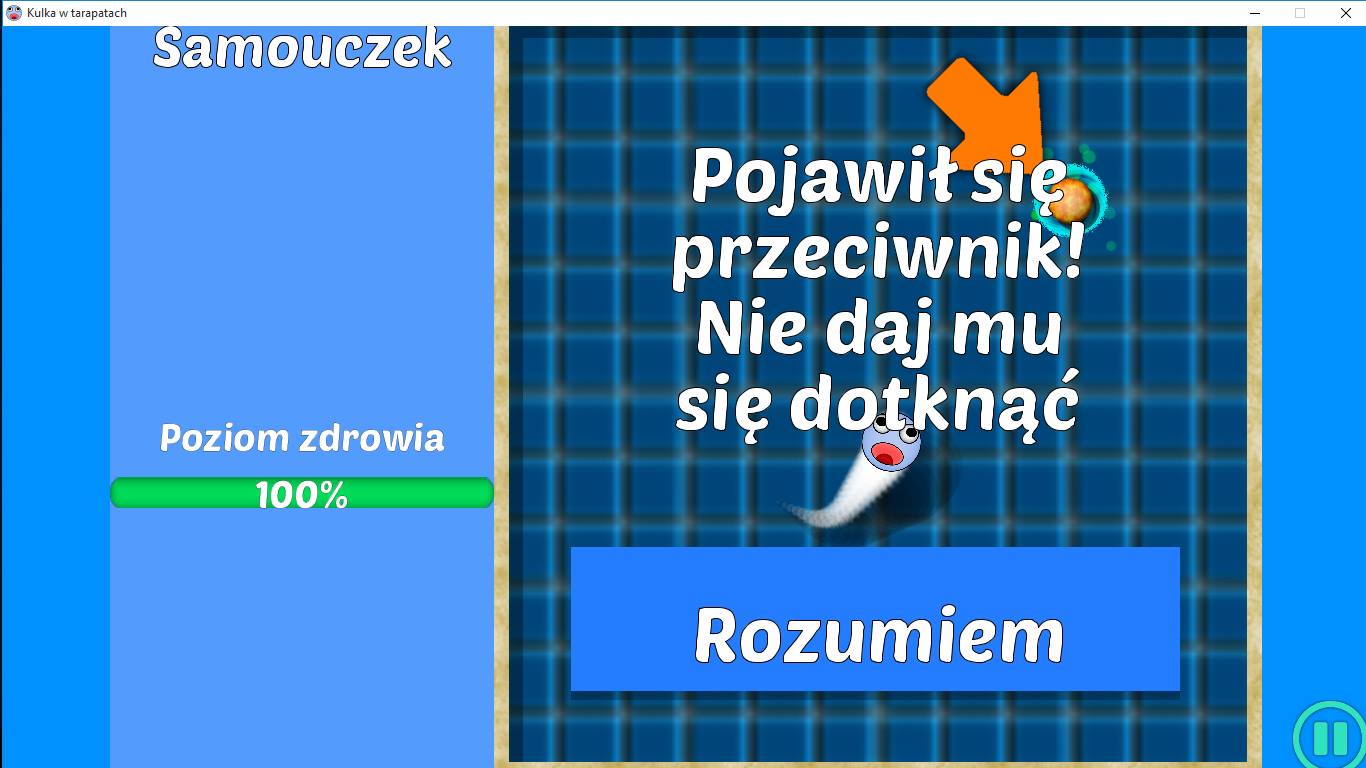 Kulka w tarapatach
Samouczek
Poziom zdrowia
100%
Pojawił się
przeciwnik!
Nie daj mu
się dotknąć
Rozumiem